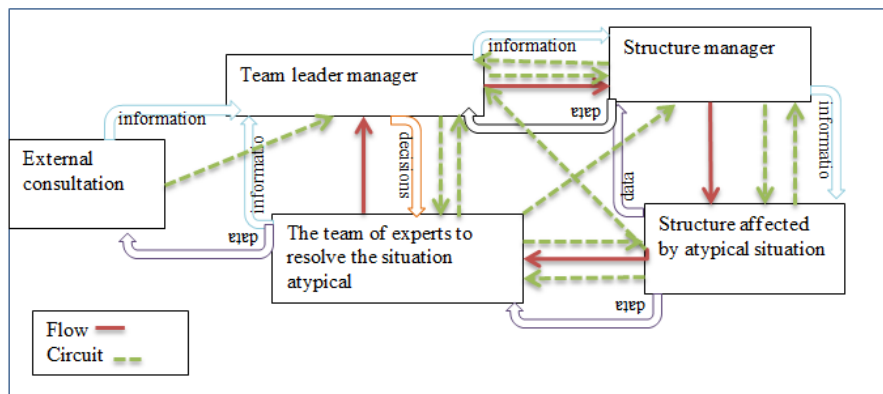 information
Structure manager
Team leader manager
data
information
informatio
decisions
External
consultation
informatio
data
data
The team of experts to
resolve the situation
atypical
Structure affected
by atypical situation
data
Flow
Circuit